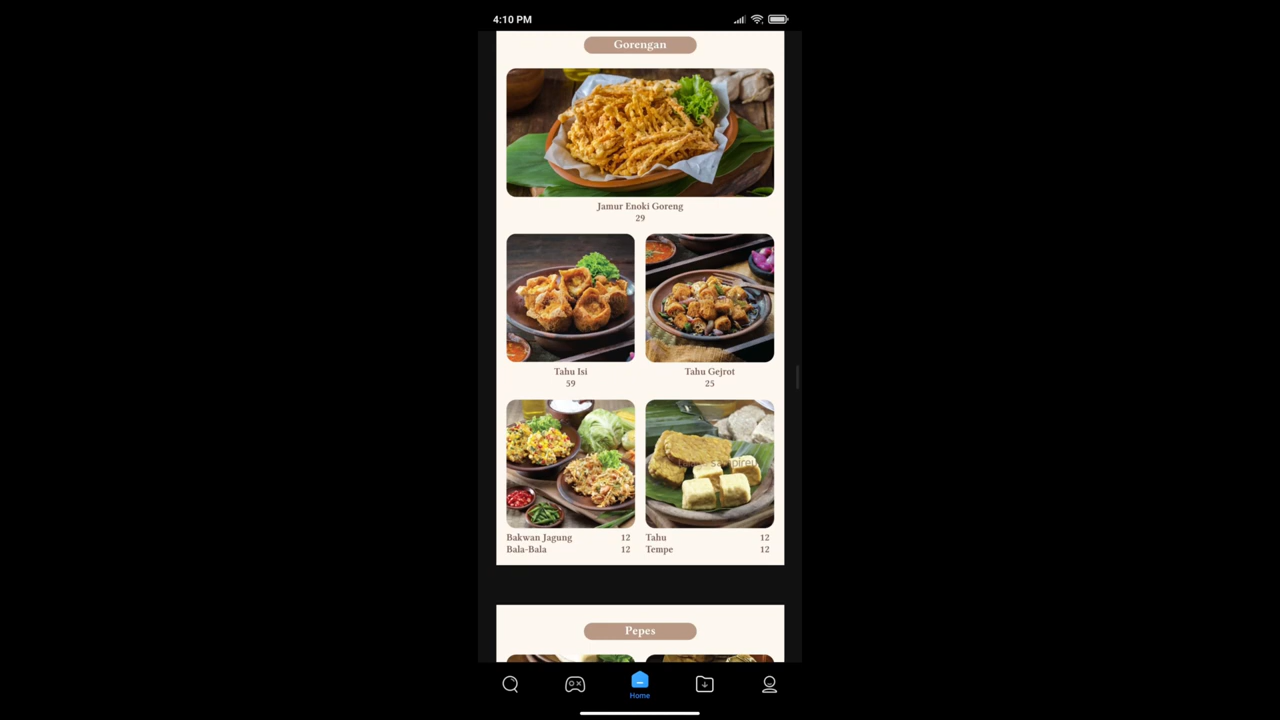 4:10 PM
Gorengan
Jamur Enoki Goreng
29
Tahu Isi
59
Tahu Gejrot
25
Bakwan Jagung 12
Bala-Bala 12
Tahu 12
Tempe 12
Pepes
Home